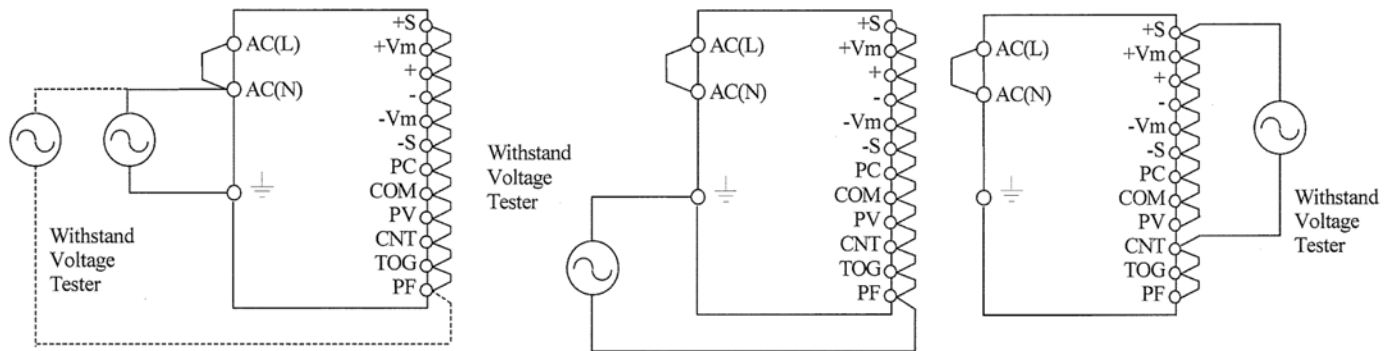 AC(L)
AC(N)
+S
+Vm
+
-
-Vm
-S
PC
COM
PV
CNT
TOG
PF
Withstand
Voltage
Tester
AC(L)
AC(N)
+S
+Vm
+
-
-Vm
-S
PC
COM
PV
CNT
TOG
PF
Withstand
Voltage
Tester
AC(L)
AC(N)
+S
+Vm
+
-
-Vm
-S
PC
COM
PV
CNT
TOG
PF
Withstand
Voltage
Tester